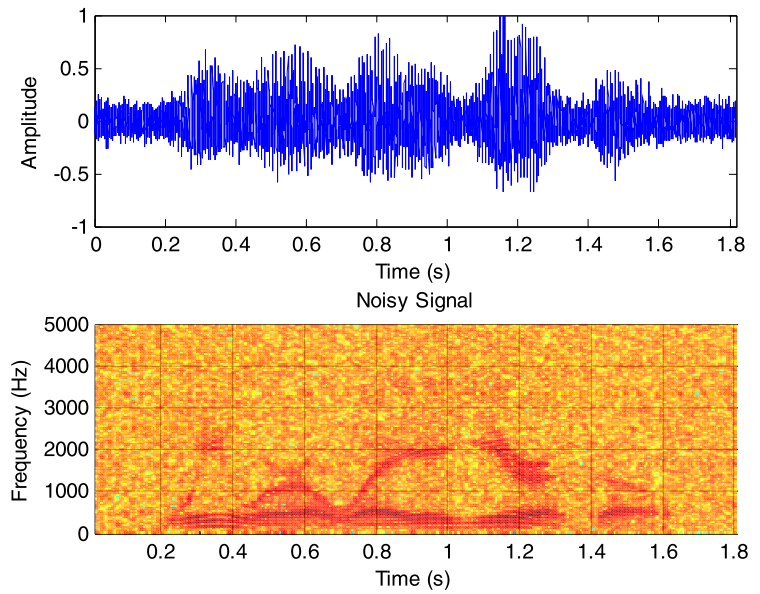 1
0.5
0
-0.5
-1
Amplitude
0 0.2 0.4 0.6 0.8 1 1.2 1.4 1.6 1.8
Time (s)
Noisy Signal
5000
4000
3000
2000
1000
0
Frequency (Hz)
0.2 0.4 0.6 0.8 1 1.2 1.4 1.6 1.8
Time (s)